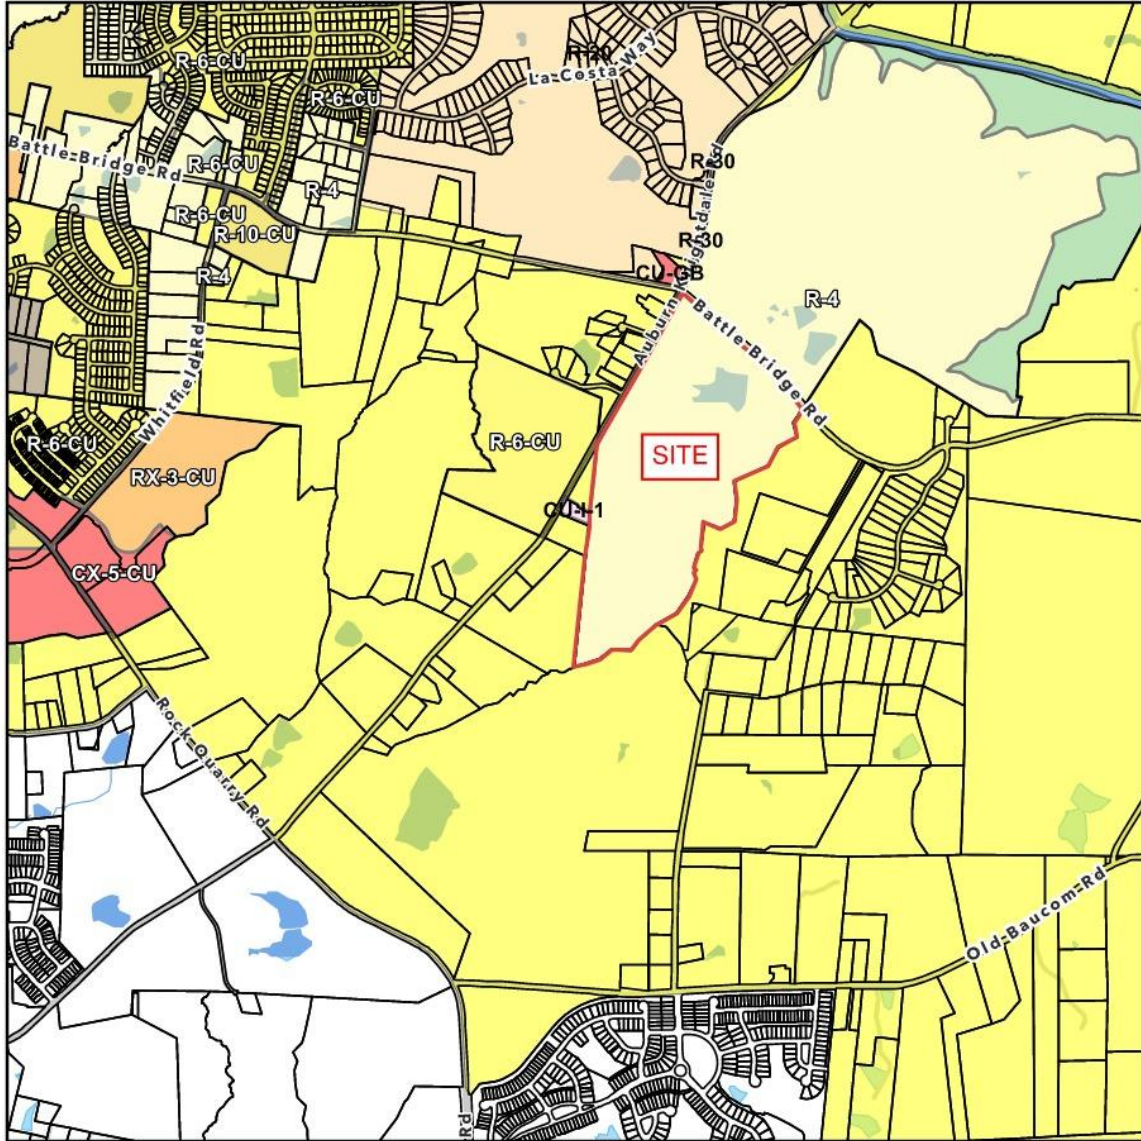 R-20
La Costa Way
R-6-CU
R-6-CU
Battle Bridge Rd
R-6-CU
R-4
R-30
R-6-CU
R-10-CU
R-30
R-4
CU-GB
Auburn Knightdale Rd
R-4
Battle Bridge Rd
Whitfield Rd
R-6-CU
R-6-CU
SITE
RX-3-CU
CU-I-1
CX-5-CU
Rock Quarry Rd
Old Baucom Rd
Rd